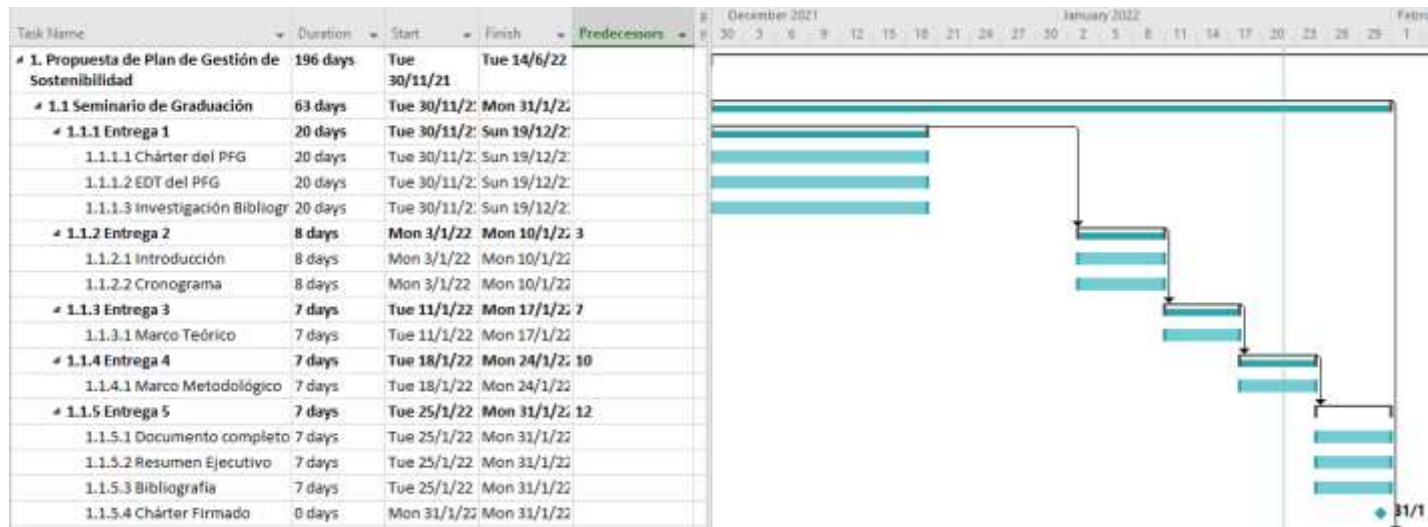 December 2021 January 2022
Task Name Duration Start Finish Predecessors 30 3 6 9 12 15 18 21 24 27 30 2 5 8 11 14 17 20 23 26 29 1
1. Propuesta de Plan de Gestión de 196 days Tue Tue 14/6/22
Sostenibilidad 30/11/21
1.1 Seminario de Graduación 63 days Tue 30/11/2 Mon 31/1/22
1.1.1 Entrega 1 20 days Tue 30/11/2 Sun 19/12/2
1.1.1.1 Chárter del PFG 20 days Tue 30/11/2 Sun 19/12/2
1.1.1.2 EDT del PFG 20 days Tue 30/11/2 Sun 19/12/2
1.1.1.3 Investigación Bibliogr 20 days Tue 30/11/2 Sun 19/12/2
1.1.2 Entrega 2 8 days Mon 3/1/22 Mon 10/1/22 3
1.1.2.1 Introducción 8 days Mon 3/1/22 Mon 10/1/22
1.1.2.2 Cronograma 8 days Mon 3/1/22 Mon 10/1/22
1.1.3 Entrega 3 7 days Tue 11/1/22 Mon 17/1/22 7
1.1.3.1 Marco Teórico 7 days Tue 11/1/22 Mon 17/1/22
1.1.4 Entrega 4 7 days Tue 18/1/22 Mon 24/1/22 10
1.1.4.1 Marco Metodológico 7 days Tue 18/1/22 Mon 24/1/22
1.1.5 Entrega 5 7 days Tue 25/1/22 Mon 31/1/22 12
1.1.5.1 Documento completo 7 days Tue 25/1/22 Mon 31/1/22
1.1.5.2 Resumen Ejecutivo 7 days Tue 25/1/22 Mon 31/1/22
1.1.5.3 Bibliografía 7 days Tue 25/1/22 Mon 31/1/22
1.1.5.4 Chárter Firmado 0 days Mon 31/1/22 Mon 31/1/22 31/1